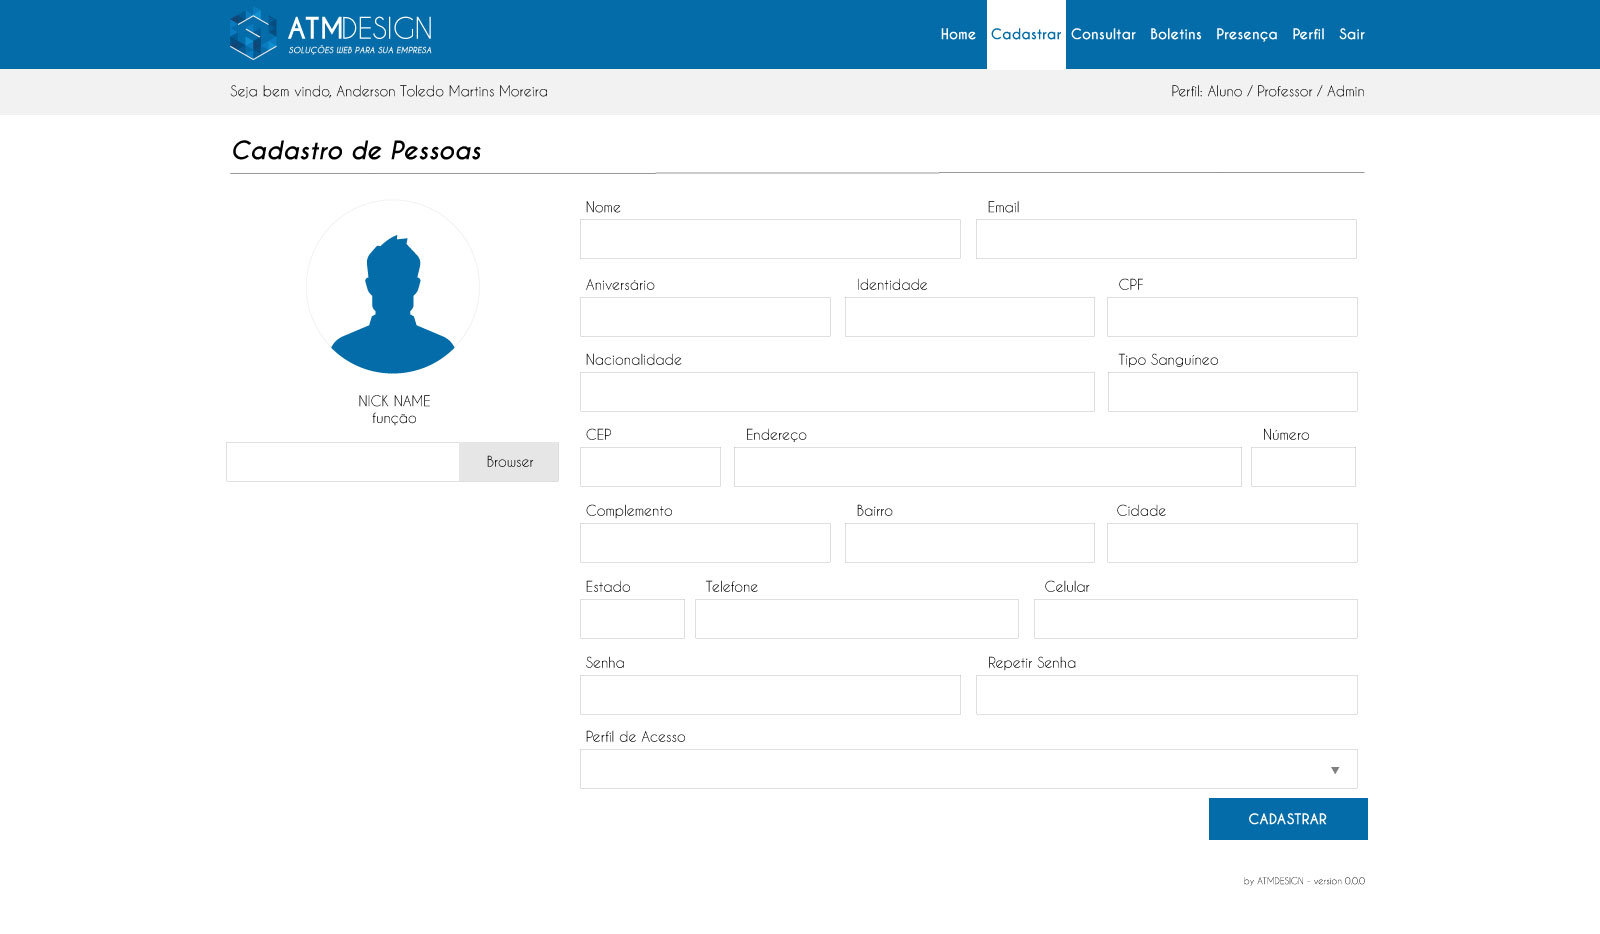 ATMDESIGN
SOLUÇÕES WEB PARA SUA EMPRESA
Home Cadastrar Consultar Boletins Presença Perfil Sair
Seja bem vindo, Anderson Toledo Martins Moreira
Perfil: Aluno / Professor / Admin
Cadastro de Pessoas
NICK NAME
função
Browser
Nome Email
Aniversário Identidade CPF
Nacionalidade Tipo Sanguíneo
CEP Endereço Número
Complemento Bairro Cidade
Estado Telefone Celular
Senha Repetir Senha
Perfil de Acesso
CADASTRAR
by ATMDESIGN - version 0.0.0